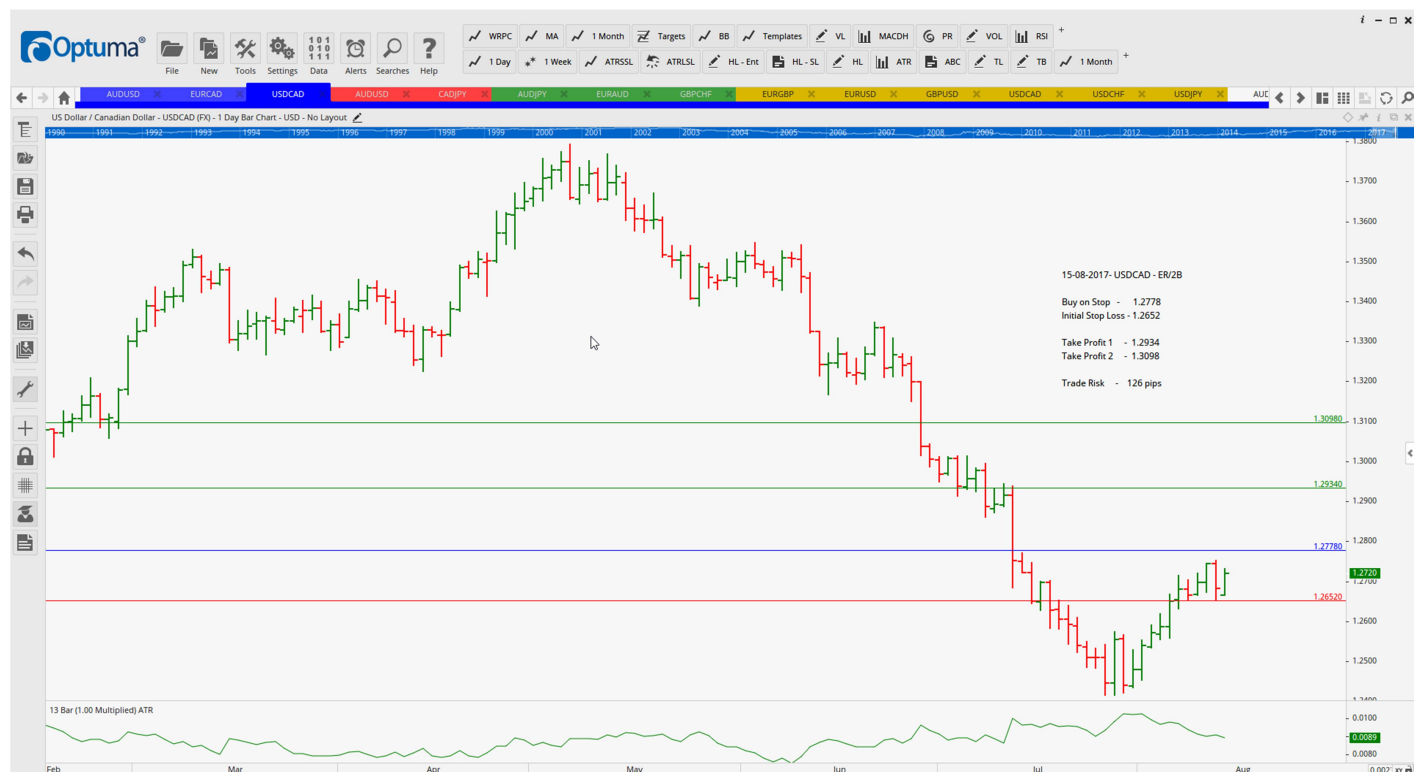 Optuma®
File
New
Tools
Settings
Data
Alerts
Searches
Help
WRPC MA 1 Month Targets BB Templates VL MACDH PR VOL RSI +
1 Day 1 Week ATRSSL ATRLSL HL - Ent HL - SL HL ATR ABC TL TB 1 Month +
AUDUSD EURCAD USDCAD AUDUSD CADJPY AUDJPY EURAUD GBPCHF EURGBP EURUSD GBPUSD USDCAD USDCHF USDJPY
US Dollar / Canadian Dollar - USDCAD (FX) - 1 Day Bar Chart - USD - No Layout
1990 1991 1992 1993 1994 1995 1996 1997 1998 1999 2000 2001 2002 2003 2004 2005 2006 2007 2008 2009 2010 2011 2012 2013 2014 2015 2016 2017
1.3800
1.3700
1.3600
1.3500
15-08-2017- USDCAD - ER/2B
Buy on Stop - 1.2778
1.3400
Initial Stop Loss - 1.2652
Take Profit 1 - 1.2934
1.3300
Take Profit 2 - 1.3098
Trade Risk - 126 pips
1.3200
1.30980
1.3100
1.3000
1.29340
1.2900
1.2800
1.27780
1.2720
1.2700
1.26520
1.2600
1.2500
1.2400
13 Bar (1.00 Multiplied) ATR
0.0100
0.0089
0.0080
Feb Mar Apr May Jun Jul Aug